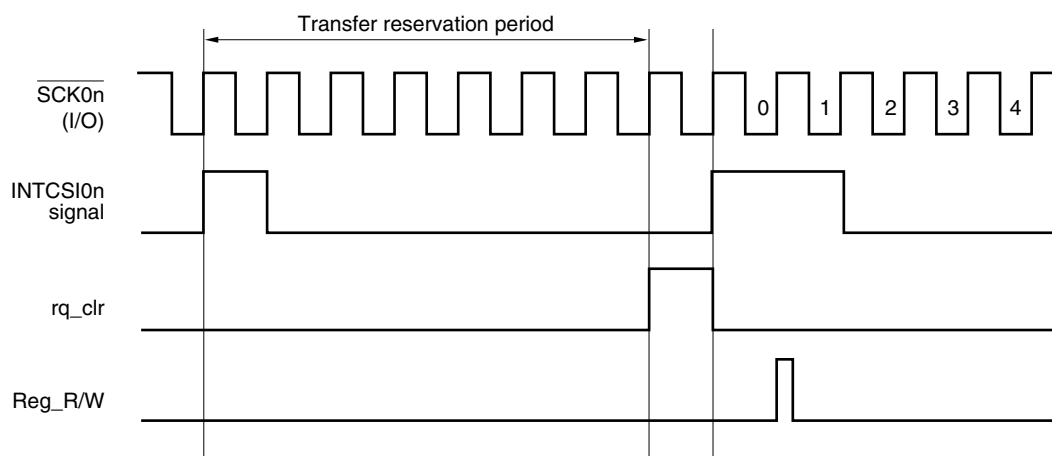 Transfer reservation period
SCK0n
(I/O)
0 1 2 3 4
INTCSI0n
signal
rq_clr
Reg_R/W